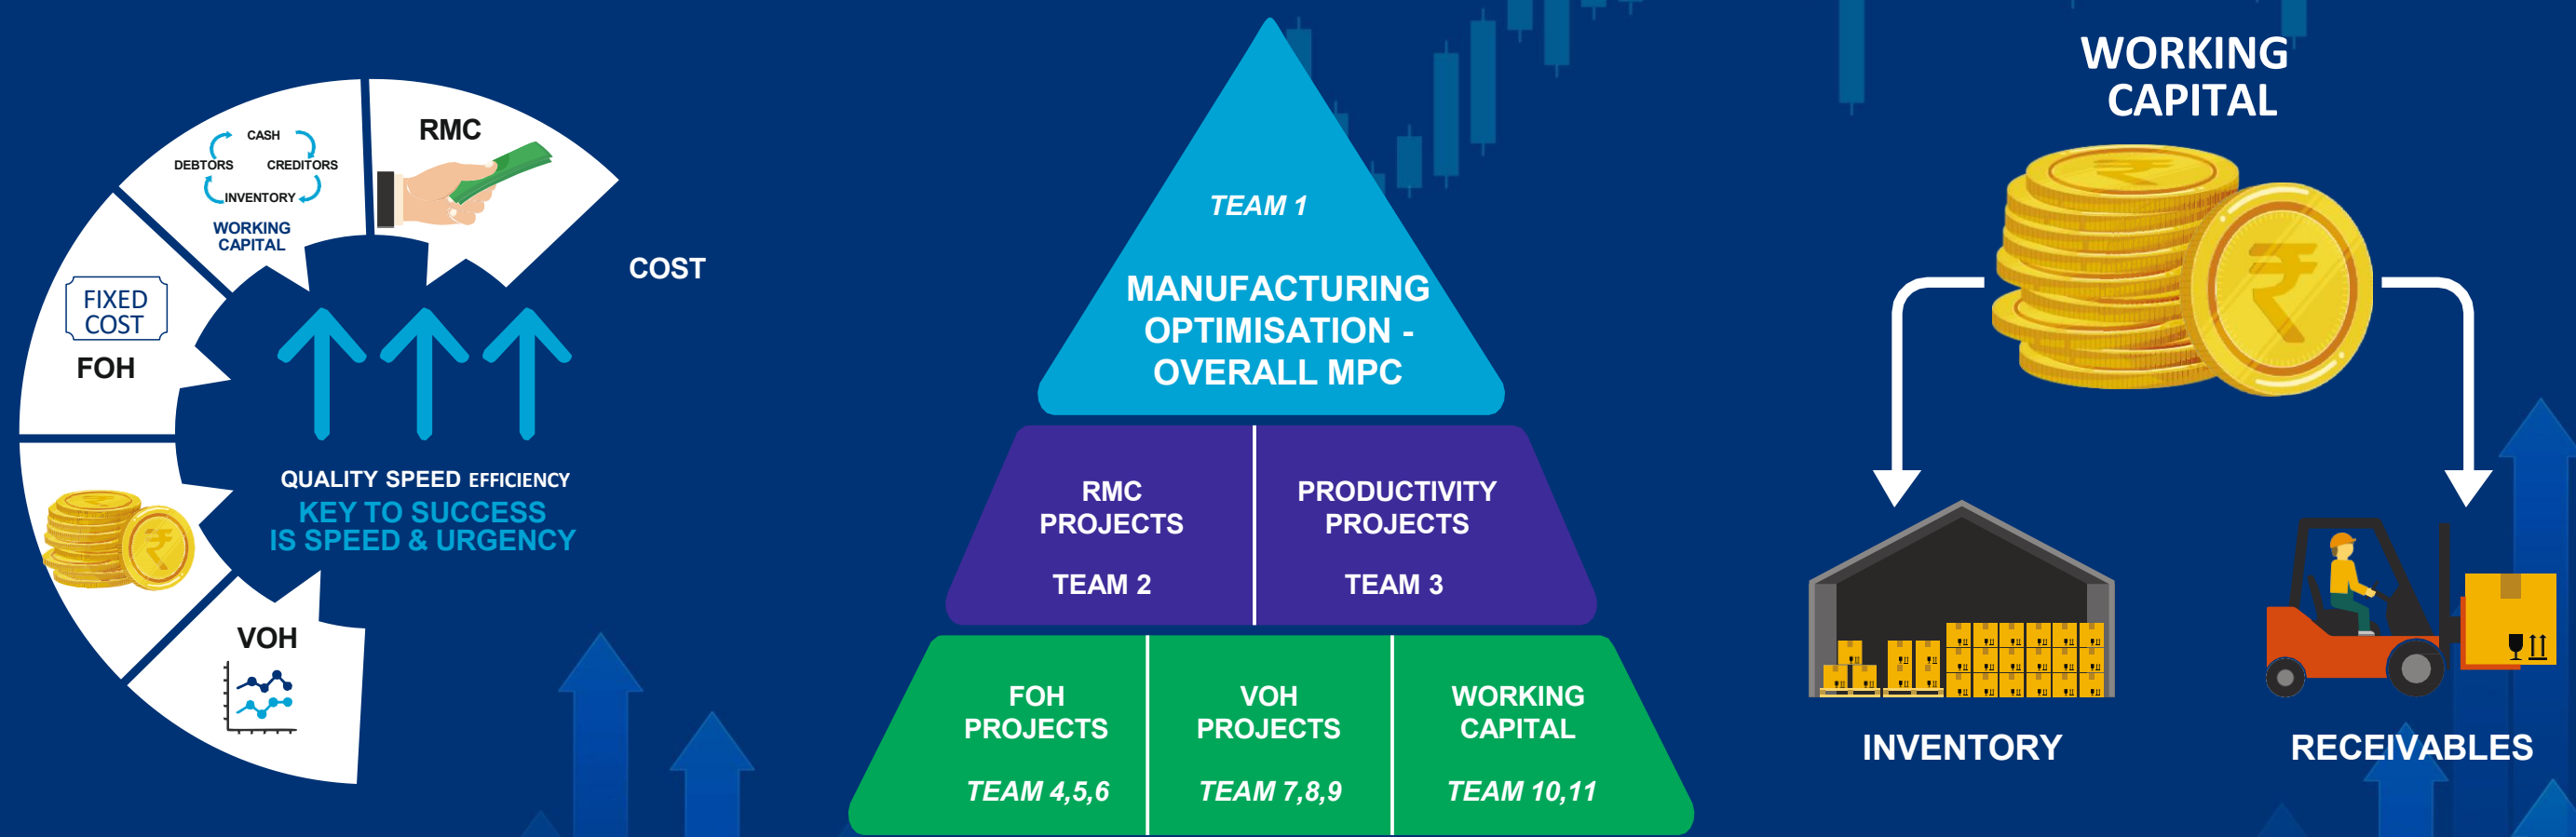 RMC
CASH
DEBTORS CREDITORS
INVENTORY
WORKING
CAPITAL
FIXED
COST
FOH
VOH
COST
QUALITY SPEED EFFICIENCY
KEY TO SUCCESS
IS SPEED & URGENCY
TEAM 1
MANUFACTURING
OPTIMISATION -
OVERALL MPC
RMC
PROJECTS
TEAM 2
PRODUCTIVITY
PROJECTS
TEAM 3
FOH
PROJECTS
TEAM 4,5,6
VOH
PROJECTS
TEAM 7,8,9
WORKING
CAPITAL
TEAM 10,11
WORKING
CAPITAL
INVENTORY
RECEIVABLES